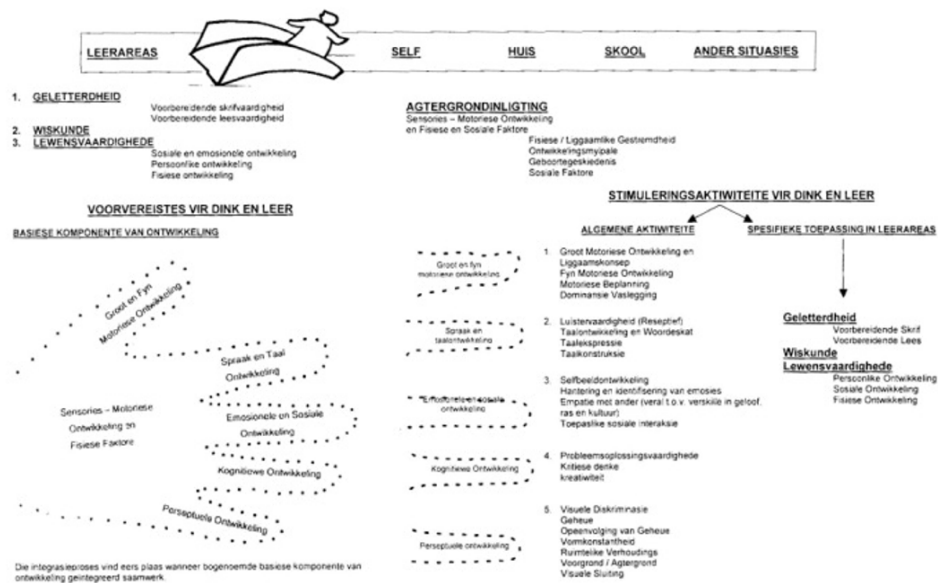 LEERAREAS
SELF
HUIS
SKOOL
ANDER SITUASIES
1. GELETTERDHEID
Voorbereidende skrifvaardigheid
Voorbereidende leesvaardigheid
2. WISKUNDE
3. LEWENSVAARDIGHEDE
Sosiale en emosionele ontwikkeling
Persoonlike ontwikkeling
Fisiese ontwikkeling
AGTERGRONDINLIGTING
Sensories – Motoriese Ontwikkeling
en Fisiese en Sosiale Faktore
Fisiese / Liggaamlike Gestremdheid
Ontwikkelingsmylpale
Geboortegeskiedenis
Sosiale Faktore
VOORVEREISTES VIR DINK EN LEER
BASIESE KOMPONENTE VAN ONTWIKKELING
Groot en Fyn
Motoriese Ontwikkeling
Spraak en Taal
Ontwikkeling
Sensories – Motoriese
Ontwikkeling en
Fisiese Faktore
Emosionele en Sosiale
Ontwikkeling
Kognitiewe Ontwikkeling
Perseptuele Ontwikkeling
Die integrasieproses vind eers plaas wanneer bogenoemde basiese komponente van
ontwikkeling geintegreerd saamwerk.
STIMULERINGSAKTIWITEITE VIR DINK EN LEER
ALGEMENE AKTIWITEITE
SPESIFIEKE TOEPASSING IN LEERAREAS
Groot en fyn
motoriese ontwikkeling
1. Groot Motoriese Ontwikkeling en
Liggaamskonsep
Fyn Motoriese Ontwikkeling
Motoriese Beplanning
Dominansie Vaslegging
Spraak en
taalontwikkeling
2. Luistervaardigheid (Reseptief)
Taalontwikkeling en Woordeskat
Taalekspressie
Taalkonstruksie
Emosionele en sosiale
ontwikkeling
3. Selfbeeldontwikkeling
Hantering en identifisering van emosies
Empatie met ander (veral t.o.v. verskille in geloof,
ras en kultuur)
Toepaslike sosiale interaksie
Kognitiewe Ontwikkeling
4. Probleemsoplossingsvaardighede
Kritiese denke
kreatiwiteit
Perseptuele ontwikkeling
5. Visuele Diskriminasie
Geheue
Opeenvolging van Geheue
Vormkonstantheid
Ruimtelike Verhoudings
Voorgrond / Agtergrond
Visuele Sluiting
Geletterdheid
Voorbereidende Skrif
Voorbereidende Lees
Wiskunde
Lewensvaardighede
Persoonlike Ontwikkeling
Sosiale Ontwikkeling
Fisiese Ontwikkeling